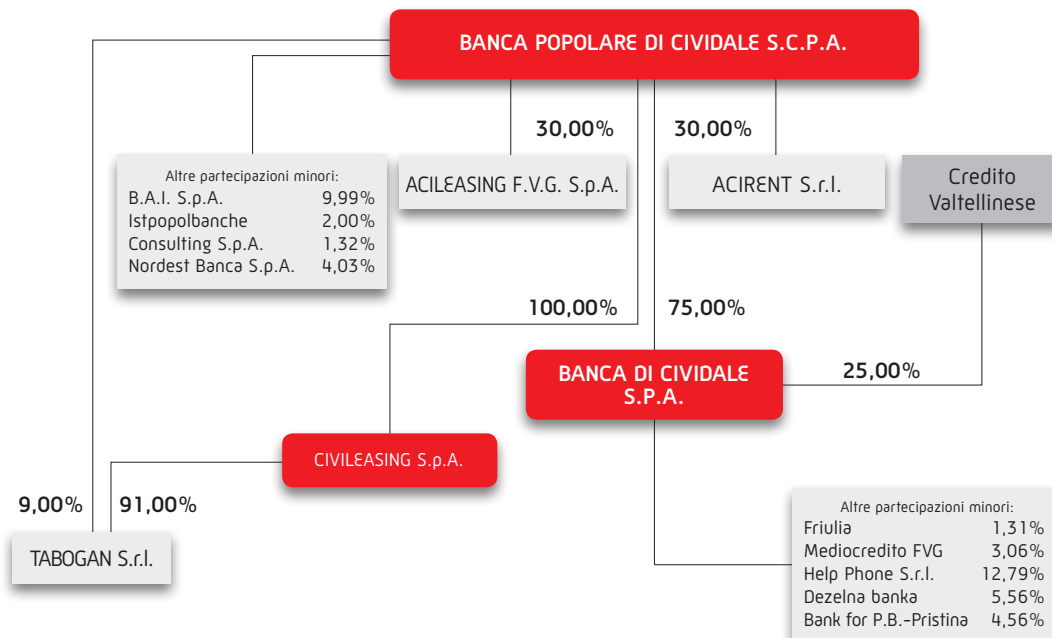 BANCA POPOLARE DI CIVIDALE S.C.P.A.
30,00%
30,00%
Altre partecipazioni minori:
B.A.I. S.p.A. 9,99%
Istpopolbanche 2,00%
Consulting S.p.A. 1,32%
Nordest Banca S.p.A. 4,03%
ACILEASING F.V.G. S.p.A.
ACIRENT S.r.l.
Credito
Valtellinese
100,00%
75,00%
BANCA DI CIVIDALE
S.P.A.
25,00%
CIVILEASING S.p.A.
9,00%
91,00%
TABOGAN S.r.l.
Altre partecipazioni minori:
Friulia 1,31%
Mediocredito FVG 3,06%
Help Phone S.r.l. 12,79%
Dezelna banka 5,56%
Bank for P.B.-Pristina 4,56%